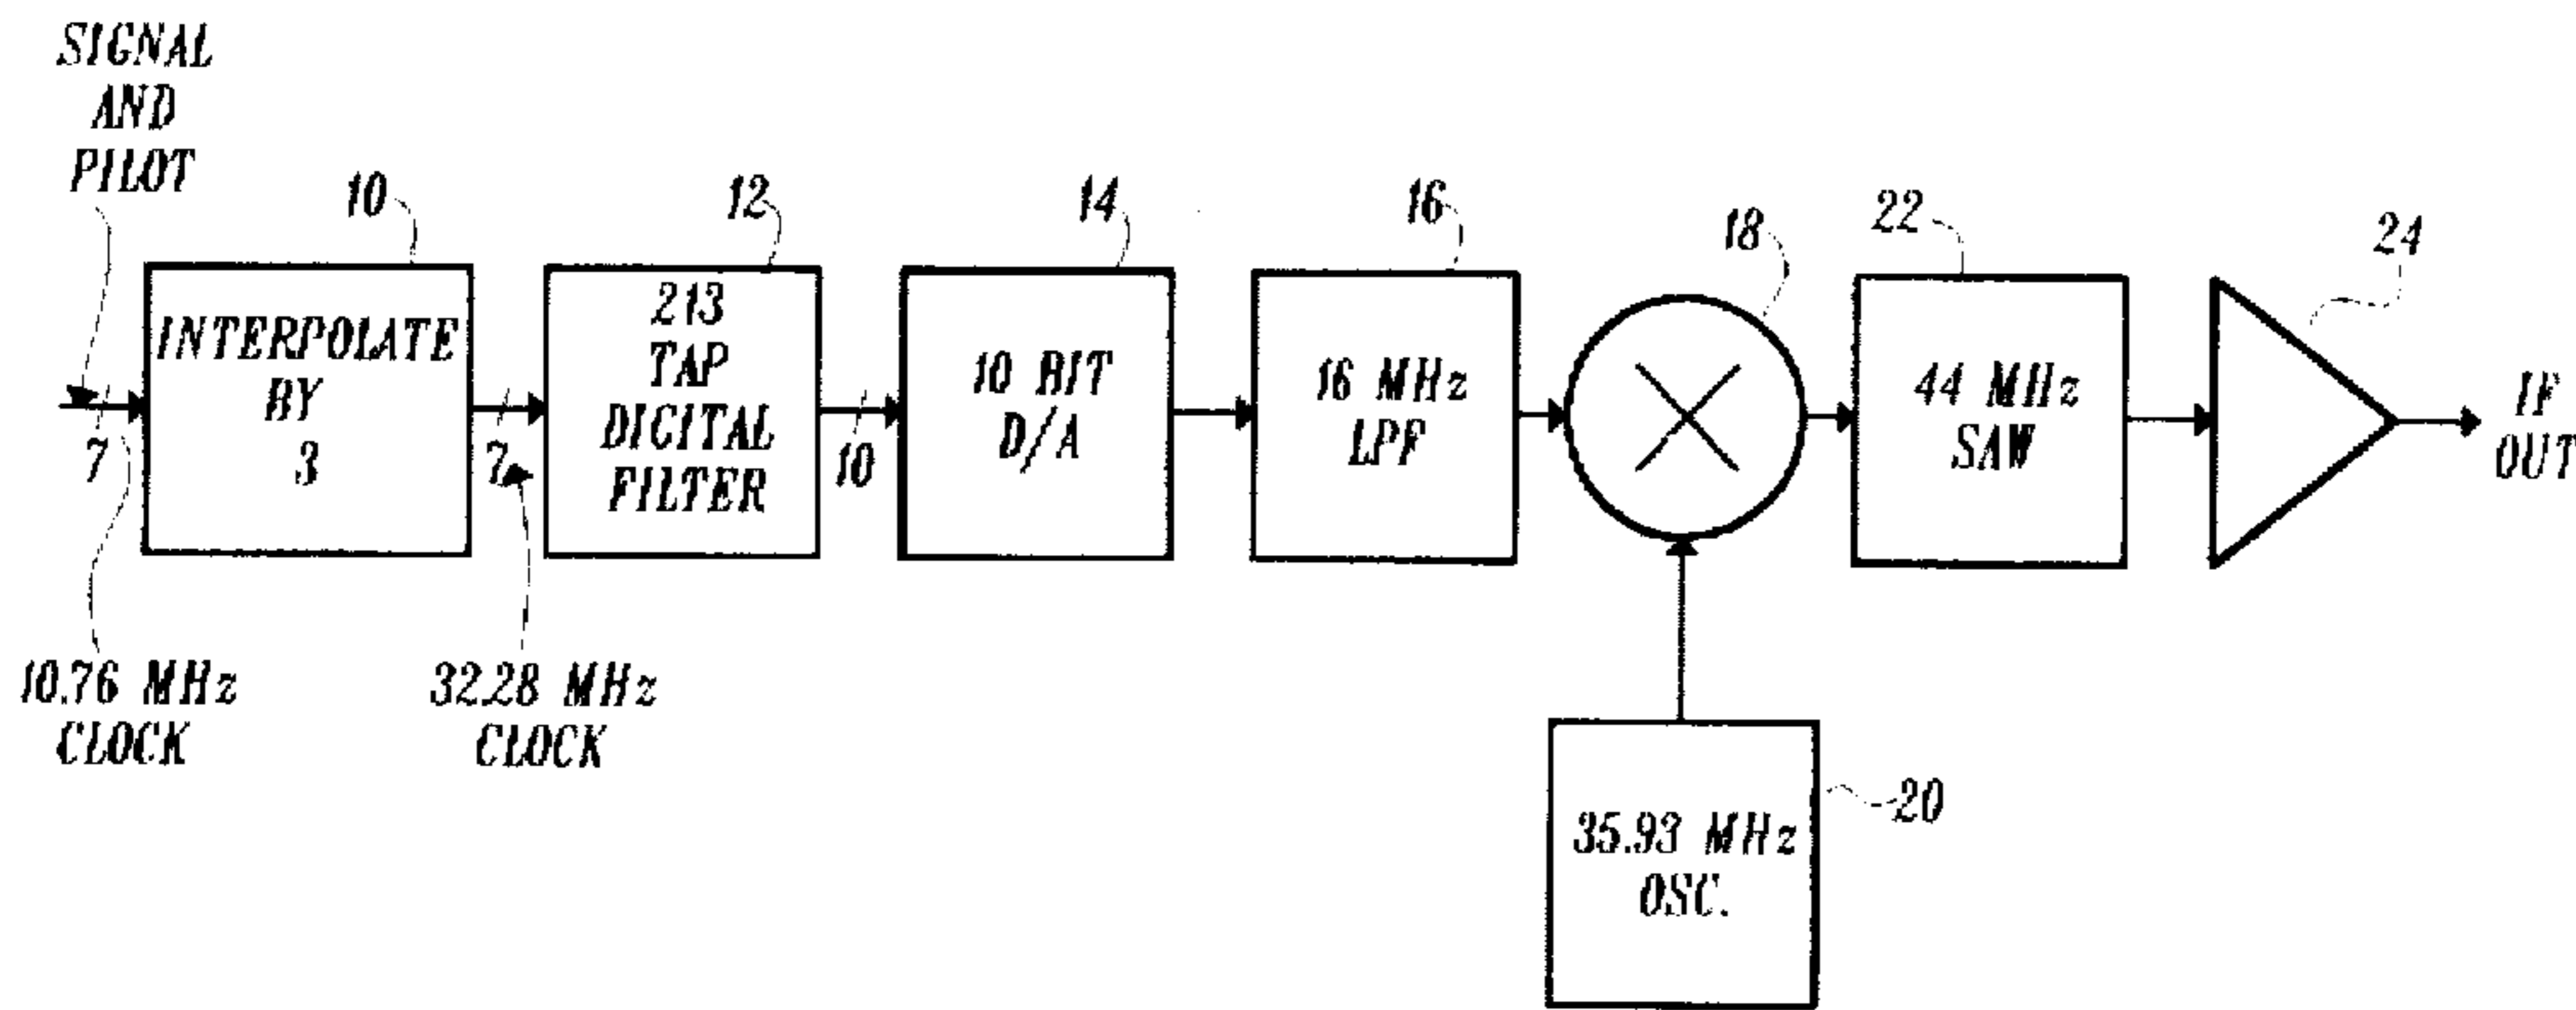 SIGNAL
AND
PILOT
10
12
14
16
18
22
24
INTERPOLATE
BY
3
213
TAP
DIGITAL
FILTER
10 BIT
D/A
16 MHz
LPF
44 MHz
SAW
IF
OUT
7
7
10
10.76 MHz
CLOCK
32.28 MHz
CLOCK
35.93 MHz
OSC.
20